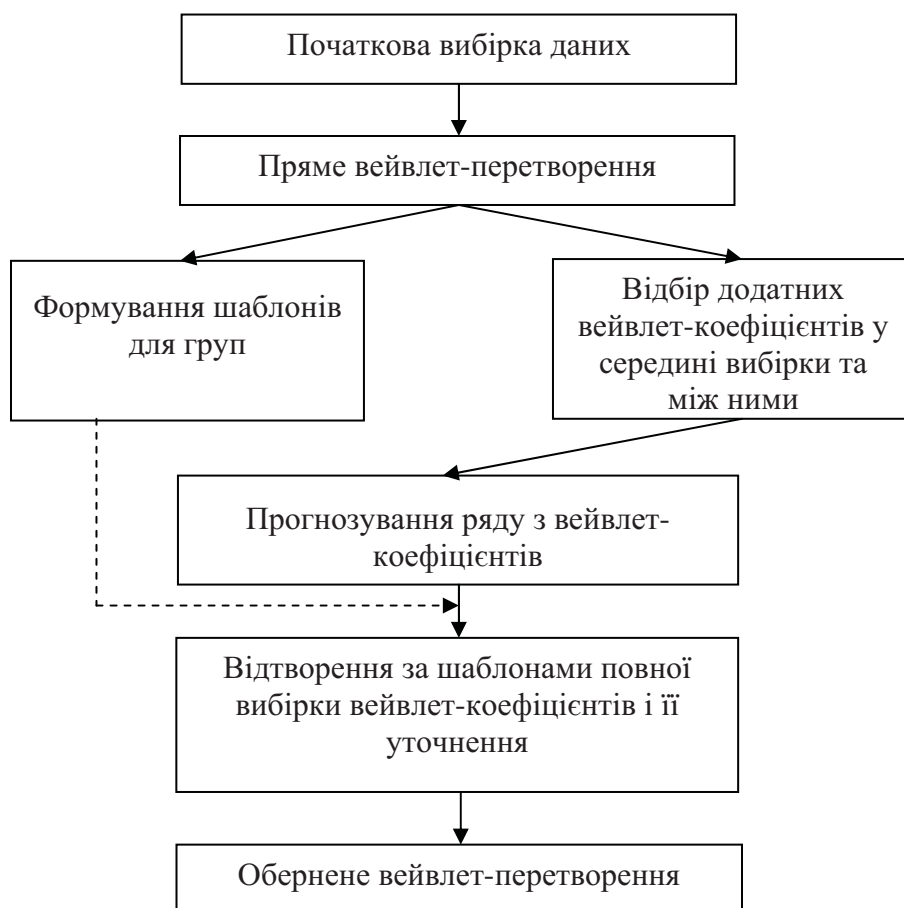 Початкова вибірка даних
Пряме вейвлет-перетворення
Формування шаблонів
для груп
Відбір додатних
вейвлет-коефіцієнтів у
середині вибірки та
між ними
Прогнозування ряду з вейвлет-
коефіцієнтів
Відтворення за шаблонами повної
вибірки вейвлет-коефіцієнтів і її
уточнення
Обернене вейвлет-перетворення